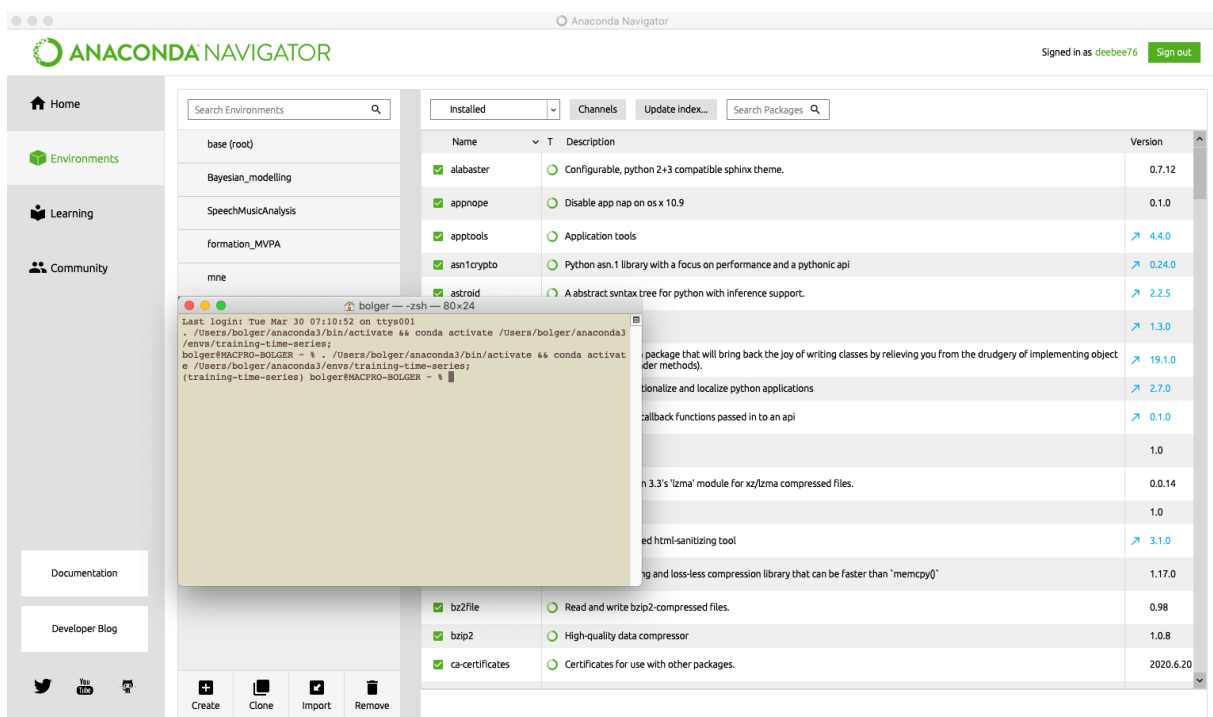 Anaconda Navigator
ANACONDA NAVIGATOR
Signed in as deebee76
Sign out
Home
Environments
Learning
Community
Documentation
Developer Blog
You
Tube
Search Environments
base (root)
Bayesian_modelling
SpeechMusicAnalysis
formation_MVPA
mne
Create
Clone
Import
Remove
Installed
Channels
Update index...
Search Packages
Name T Description Version
alabaster Configurable, python 2+3 compatible sphinx theme. 0.7.12
appnope Disable app nap on os x 10.9 0.1.0
apptools Application tools 4.4.0
asn1crypto Python asn.1 library with a focus on performance and a pythonic api 0.24.0
astroid A abstract syntax tree for python with inference support. 2.2.5
1.3.0
package that will bring back the joy of writing classes by relieving you from the drudgery of implementing object 19.1.0
der methods).
tionalize and localize python applications 2.7.0
callback functions passed in to an api 0.1.0
1.0
n 3.3's 'lzma' module for xz/lzma compressed files. 0.0.14
1.0
ed html-sanitizing tool 3.1.0
ng and loss-less compression library that can be faster than `memcpy()` 1.17.0
bz2file Read and write bzip2-compressed files. 0.98
bzip2 High-quality data compressor 1.0.8
ca-certificates Certificates for use with other packages. 2020.6.20
bolger — -zsh — 80×24
Last login: Tue Mar 30 07:10:52 on ttys001
. /Users/bolger/anaconda3/bin/activate && conda activate /Users/bolger/anaconda3
/envs/training-time-series;
bolger@MACPRO-BOLGER ~ % . /Users/bolger/anaconda3/bin/activate && conda activat
e /Users/bolger/anaconda3/envs/training-time-series;
(training-time-series) bolger@MACPRO-BOLGER ~ %